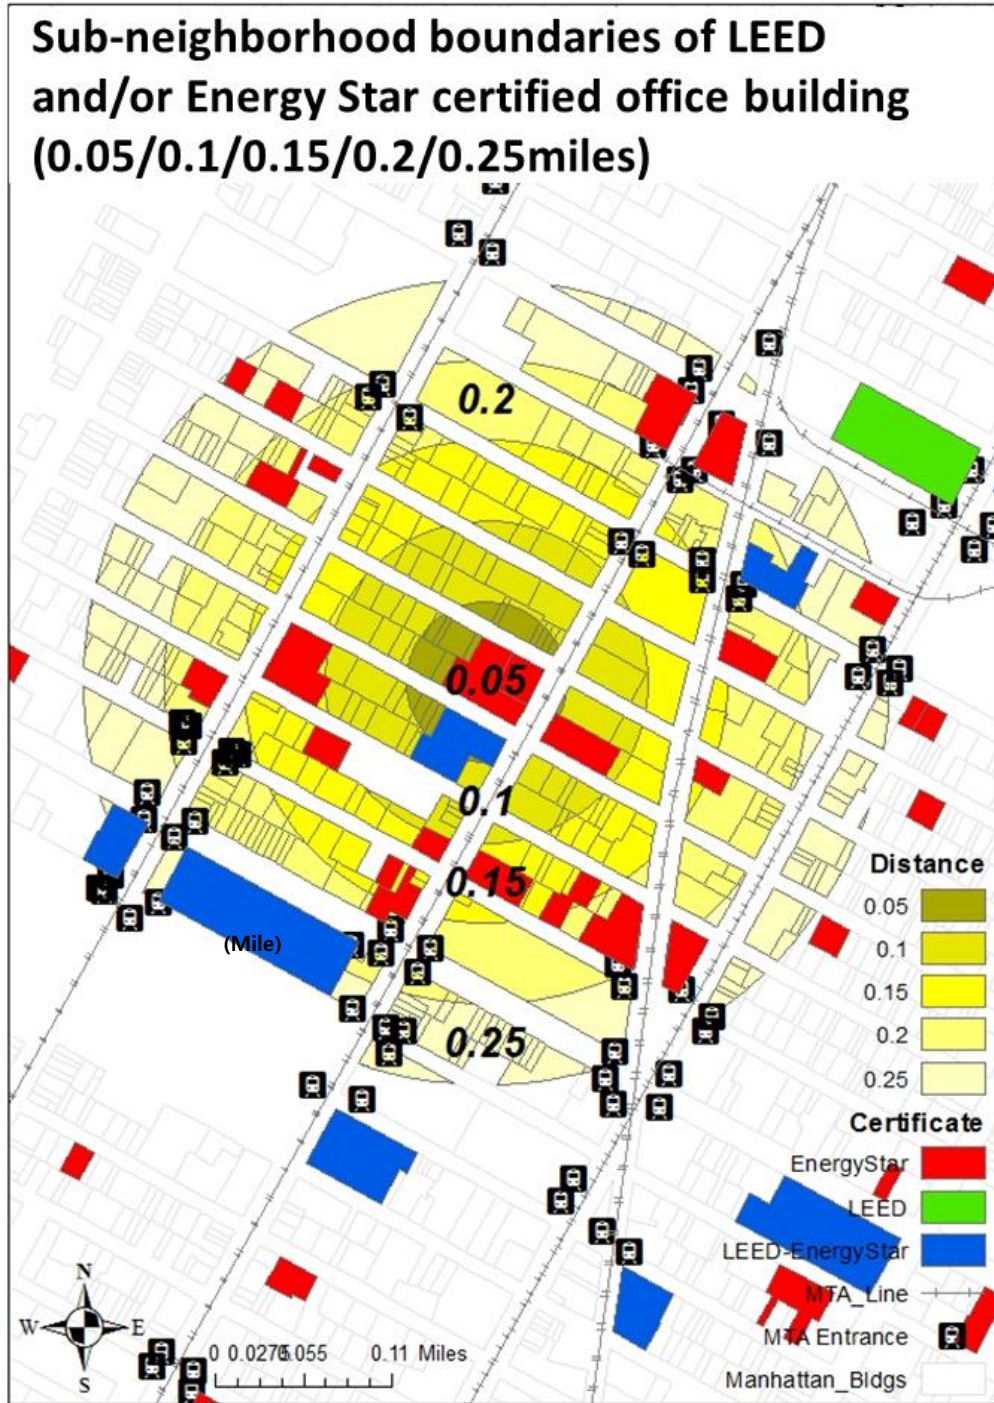 Sub-neighborhood boundaries of LEED
and/or Energy Star certified office building
(0.05/0.1/0.15/0.2/0.25miles)
0.2
0.05
0.1
0.15
(Mile)
0.25
Distance
0.05
0.1
0.15
0.2
0.25
Certificate
EnergyStar
LEED
LEED-EnergyStar
MTA_Line
MTA Entrance
Manhattan_Bldgs
N
W E
S
0 0.0275 0.055 0.11 Miles